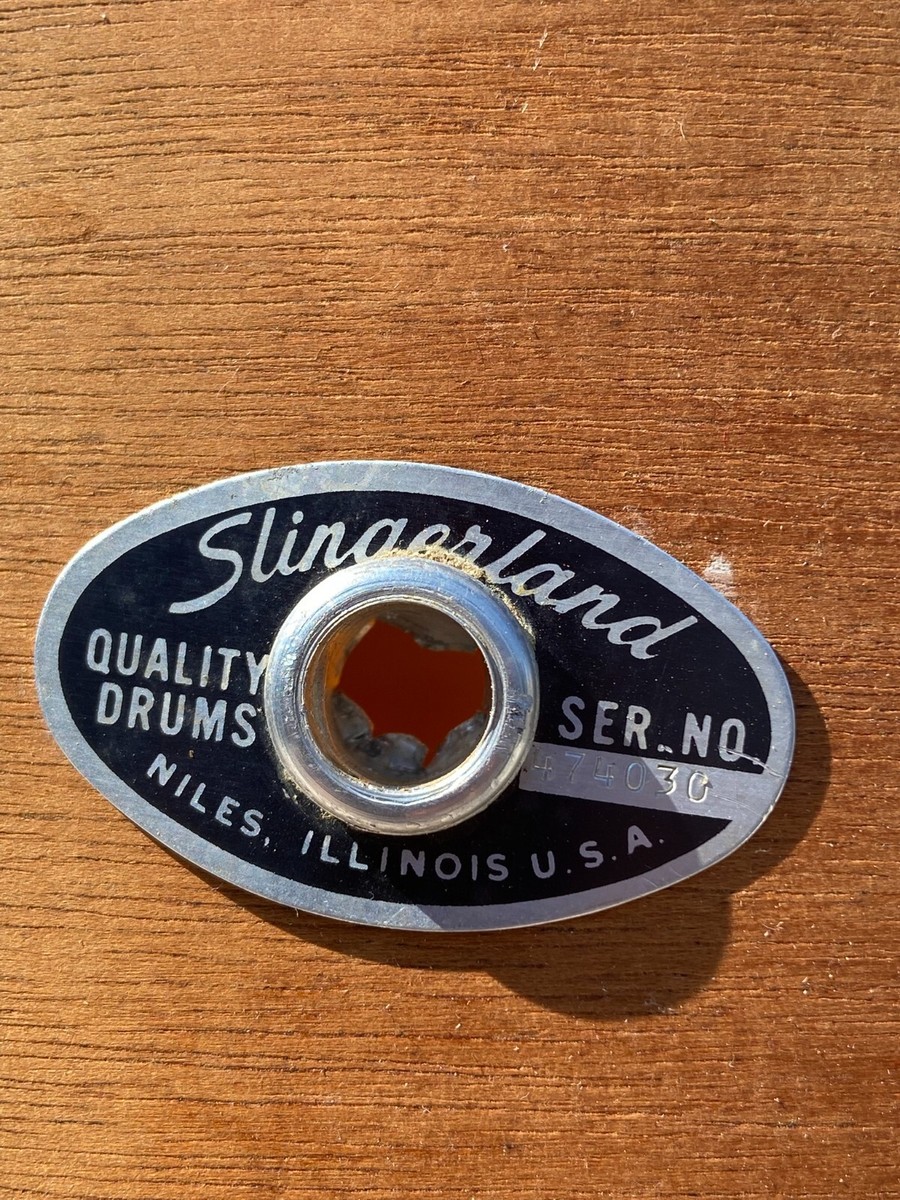 Slingerland
QUALITY
DRUMS
SER. NO
474030
NILES, ILLINOIS U.S.A.